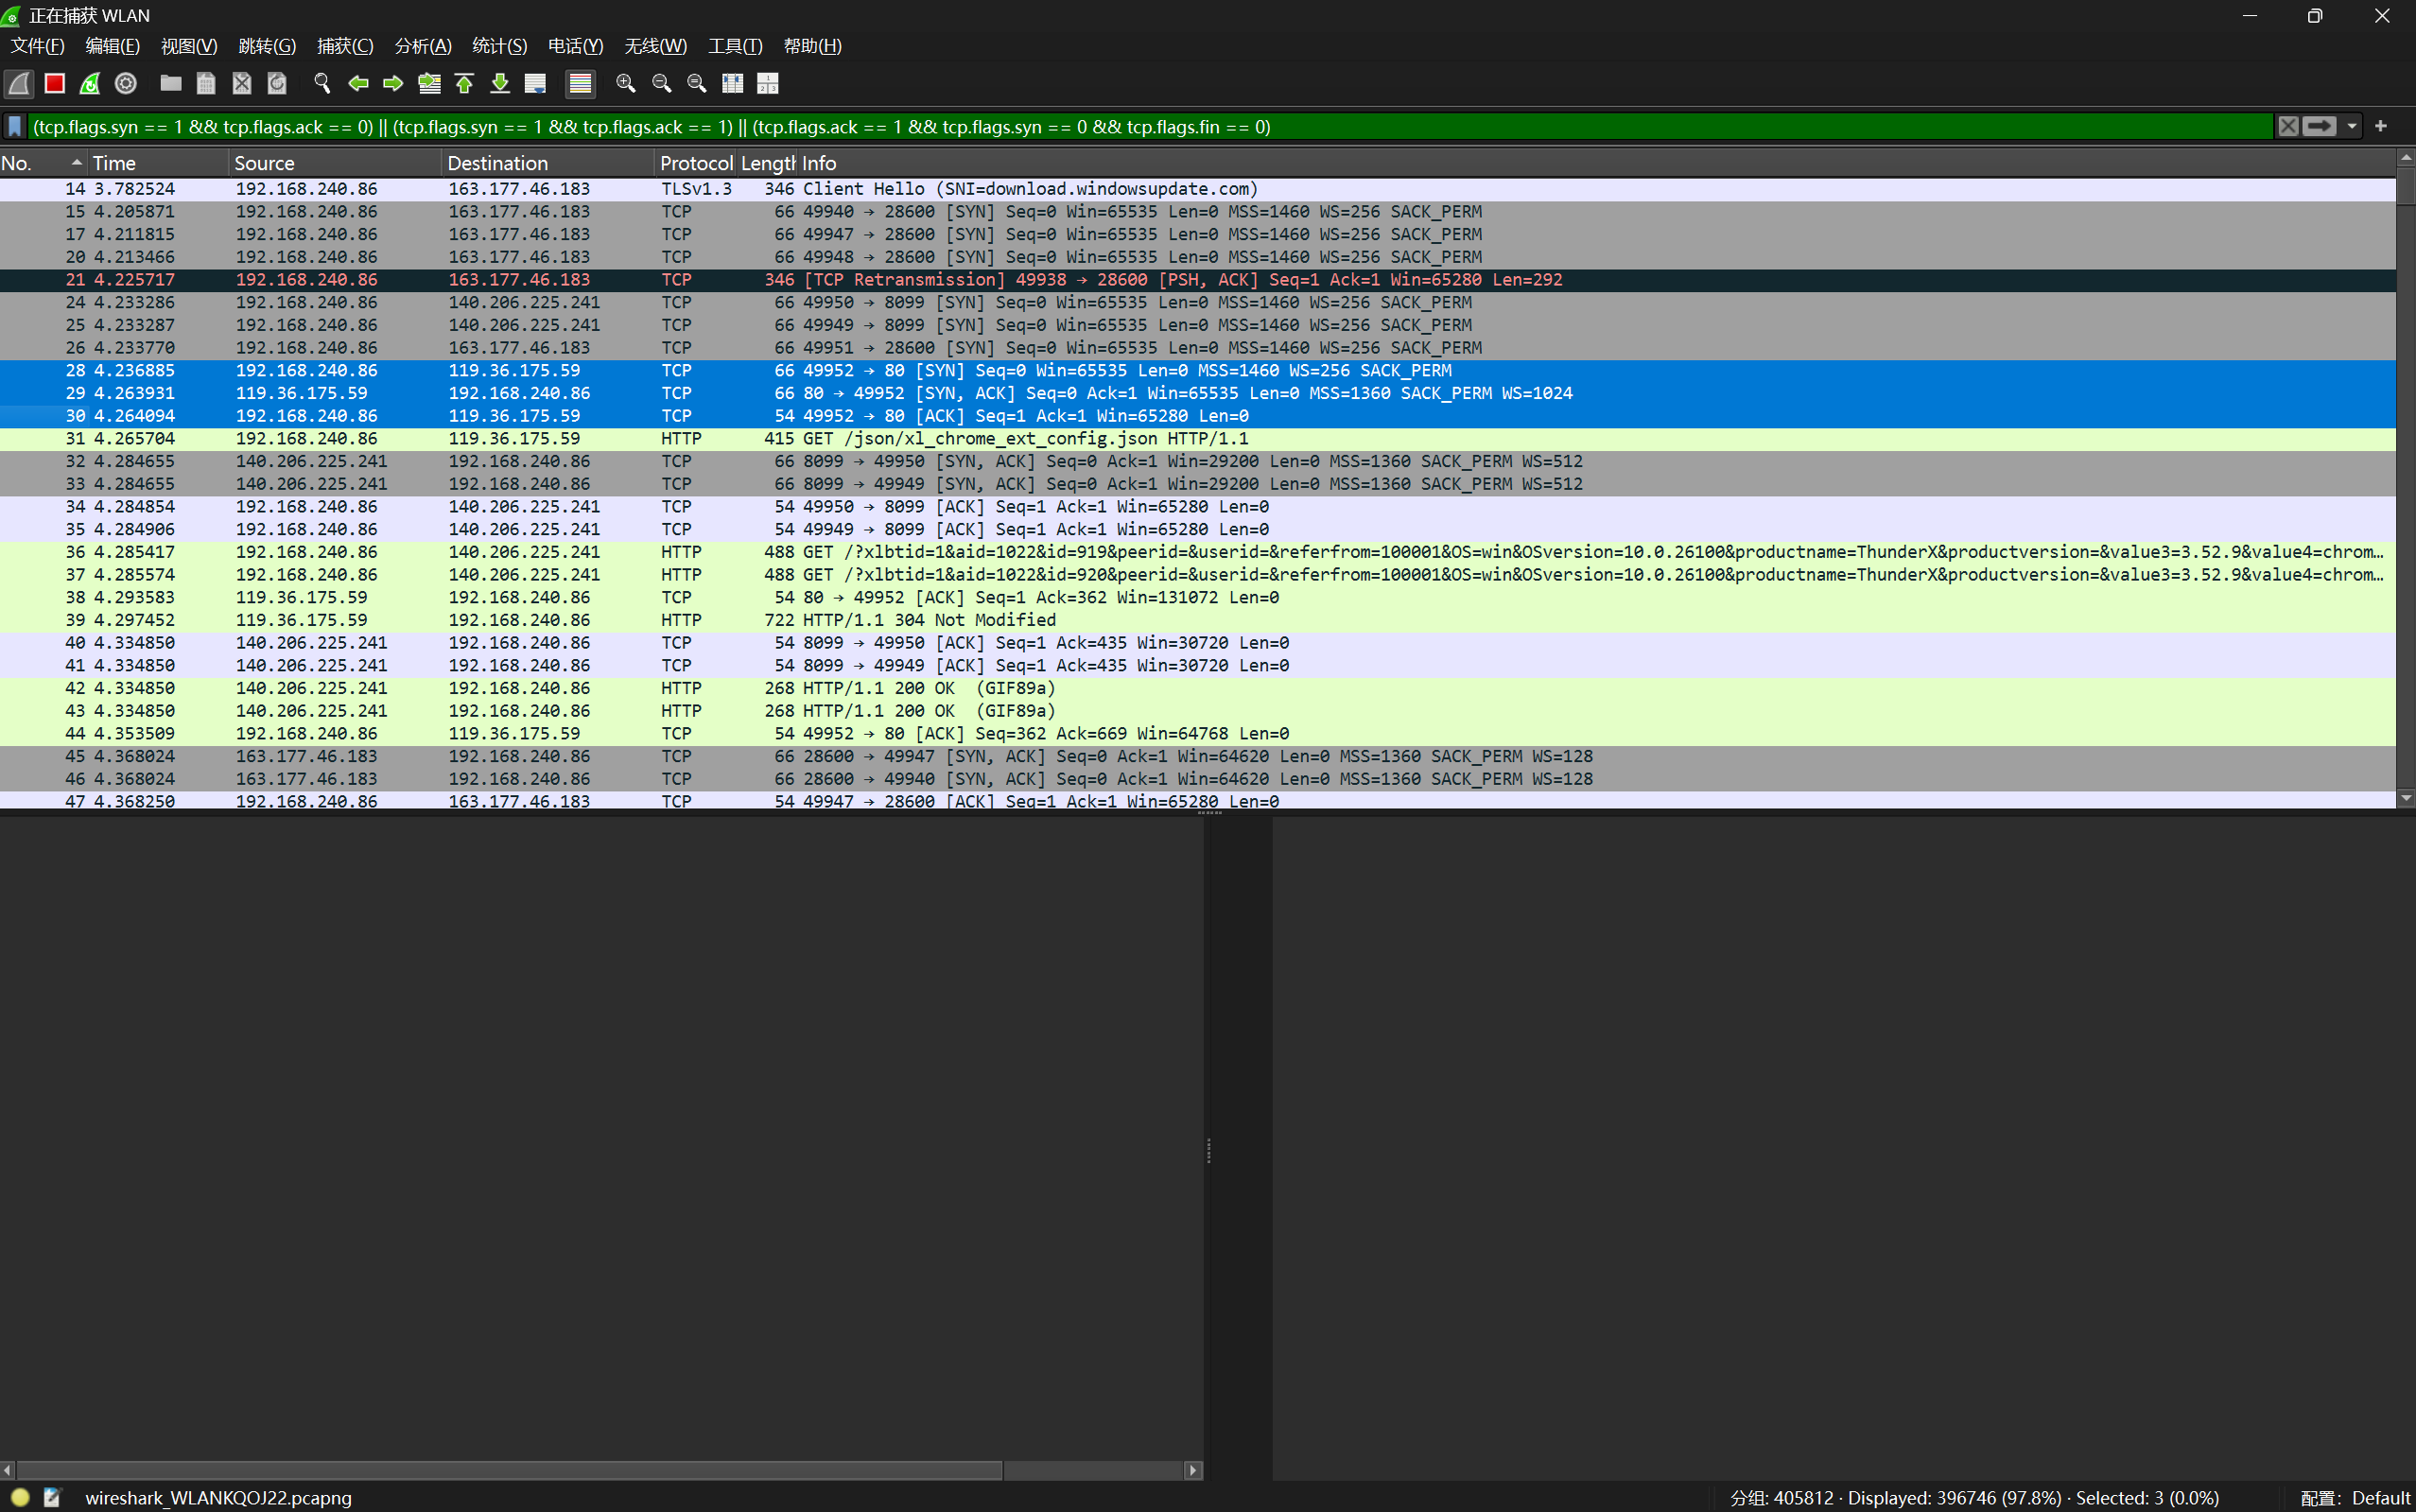 正在捕获 WLAN
文件(F) 编辑(E) 视图(V) 跳转(G) 捕获(C) 分析(A) 统计(S) 电话(Y) 无线(W) 工具(T) 帮助(H)
(tcp.flags.syn == 1 && tcp.flags.ack == 0) || (tcp.flags.syn == 1 && tcp.flags.ack == 1) || (tcp.flags.ack == 1 && tcp.flags.syn == 0 && tcp.flags.fin == 0)
No. Time Source Destination Protocol Length Info
14 3.782524 192.168.240.86 163.177.46.183 TLSv1.3 346 Client Hello (SNI=download.windowsupdate.com)
15 4.205871 192.168.240.86 163.177.46.183 TCP 66 49940 → 28600 [SYN] Seq=0 Win=65535 Len=0 MSS=1460 WS=256 SACK_PERM
17 4.211815 192.168.240.86 163.177.46.183 TCP 66 49947 → 28600 [SYN] Seq=0 Win=65535 Len=0 MSS=1460 WS=256 SACK_PERM
20 4.213466 192.168.240.86 163.177.46.183 TCP 66 49948 → 28600 [SYN] Seq=0 Win=65535 Len=0 MSS=1460 WS=256 SACK_PERM
21 4.225717 192.168.240.86 163.177.46.183 TCP 346 [TCP Retransmission] 49938 → 28600 [PSH, ACK] Seq=1 Ack=1 Win=65280 Len=292
24 4.233286 192.168.240.86 140.206.225.241 TCP 66 49950 → 8099 [SYN] Seq=0 Win=65535 Len=0 MSS=1460 WS=256 SACK_PERM
25 4.233287 192.168.240.86 140.206.225.241 TCP 66 49949 → 8099 [SYN] Seq=0 Win=65535 Len=0 MSS=1460 WS=256 SACK_PERM
26 4.233770 192.168.240.86 163.177.46.183 TCP 66 49951 → 28600 [SYN] Seq=0 Win=65535 Len=0 MSS=1460 WS=256 SACK_PERM
28 4.236885 192.168.240.86 119.36.175.59 TCP 66 49952 → 80 [SYN] Seq=0 Win=65535 Len=0 MSS=1460 WS=256 SACK_PERM
29 4.263931 119.36.175.59 192.168.240.86 TCP 66 80 → 49952 [SYN, ACK] Seq=0 Ack=1 Win=65535 Len=0 MSS=1360 SACK_PERM WS=1024
30 4.264094 192.168.240.86 119.36.175.59 TCP 54 49952 → 80 [ACK] Seq=1 Ack=1 Win=65280 Len=0
31 4.265704 192.168.240.86 119.36.175.59 HTTP 415 GET /json/xl_chrome_ext_config.json HTTP/1.1
32 4.284655 140.206.225.241 192.168.240.86 TCP 66 8099 → 49950 [SYN, ACK] Seq=0 Ack=1 Win=29200 Len=0 MSS=1360 SACK_PERM WS=512
33 4.284655 140.206.225.241 192.168.240.86 TCP 66 8099 → 49949 [SYN, ACK] Seq=0 Ack=1 Win=29200 Len=0 MSS=1360 SACK_PERM WS=512
34 4.284854 192.168.240.86 140.206.225.241 TCP 54 49950 → 8099 [ACK] Seq=1 Ack=1 Win=65280 Len=0
35 4.284906 192.168.240.86 140.206.225.241 TCP 54 49949 → 8099 [ACK] Seq=1 Ack=1 Win=65280 Len=0
36 4.285417 192.168.240.86 140.206.225.241 HTTP 488 GET /?xlbtid=1&aid=1022&id=919&peerid=&userid=&referfrom=100001&OS=win&OSversion=10.0.26100&productname=ThunderX&productversion=&value3=3.52.9&value4=chrom…
37 4.285574 192.168.240.86 140.206.225.241 HTTP 488 GET /?xlbtid=1&aid=1022&id=920&peerid=&userid=&referfrom=100001&OS=win&OSversion=10.0.26100&productname=ThunderX&productversion=&value3=3.52.9&value4=chrom…
38 4.293583 119.36.175.59 192.168.240.86 TCP 54 80 → 49952 [ACK] Seq=1 Ack=362 Win=131072 Len=0
39 4.297452 119.36.175.59 192.168.240.86 HTTP 722 HTTP/1.1 304 Not Modified
40 4.334850 140.206.225.241 192.168.240.86 TCP 54 8099 → 49950 [ACK] Seq=1 Ack=435 Win=30720 Len=0
41 4.334850 140.206.225.241 192.168.240.86 TCP 54 8099 → 49949 [ACK] Seq=1 Ack=435 Win=30720 Len=0
42 4.334850 140.206.225.241 192.168.240.86 HTTP 268 HTTP/1.1 200 OK (GIF89a)
43 4.334850 140.206.225.241 192.168.240.86 HTTP 268 HTTP/1.1 200 OK (GIF89a)
44 4.353509 192.168.240.86 119.36.175.59 TCP 54 49952 → 80 [ACK] Seq=362 Ack=669 Win=64768 Len=0
45 4.368024 163.177.46.183 192.168.240.86 TCP 66 28600 → 49947 [SYN, ACK] Seq=0 Ack=1 Win=64620 Len=0 MSS=1360 SACK_PERM WS=128
46 4.368024 163.177.46.183 192.168.240.86 TCP 66 28600 → 49940 [SYN, ACK] Seq=0 Ack=1 Win=64620 Len=0 MSS=1360 SACK_PERM WS=128
47 4.368250 192.168.240.86 163.177.46.183 TCP 54 49947 → 28600 [ACK] Seq=1 Ack=1 Win=65280 Len=0
wireshark_WLANKQOJ22.pcapng 分组: 405812 · Displayed: 396746 (97.8%) · Selected: 3 (0.0%) 配置: Default